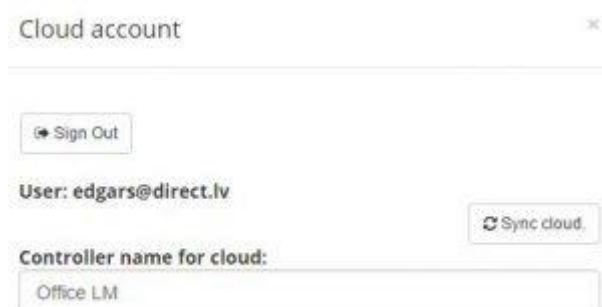 Cloud account
×
Sign Out
User: edgars@direct.lv
Sync cloud.
Controller name for cloud:
Office LM